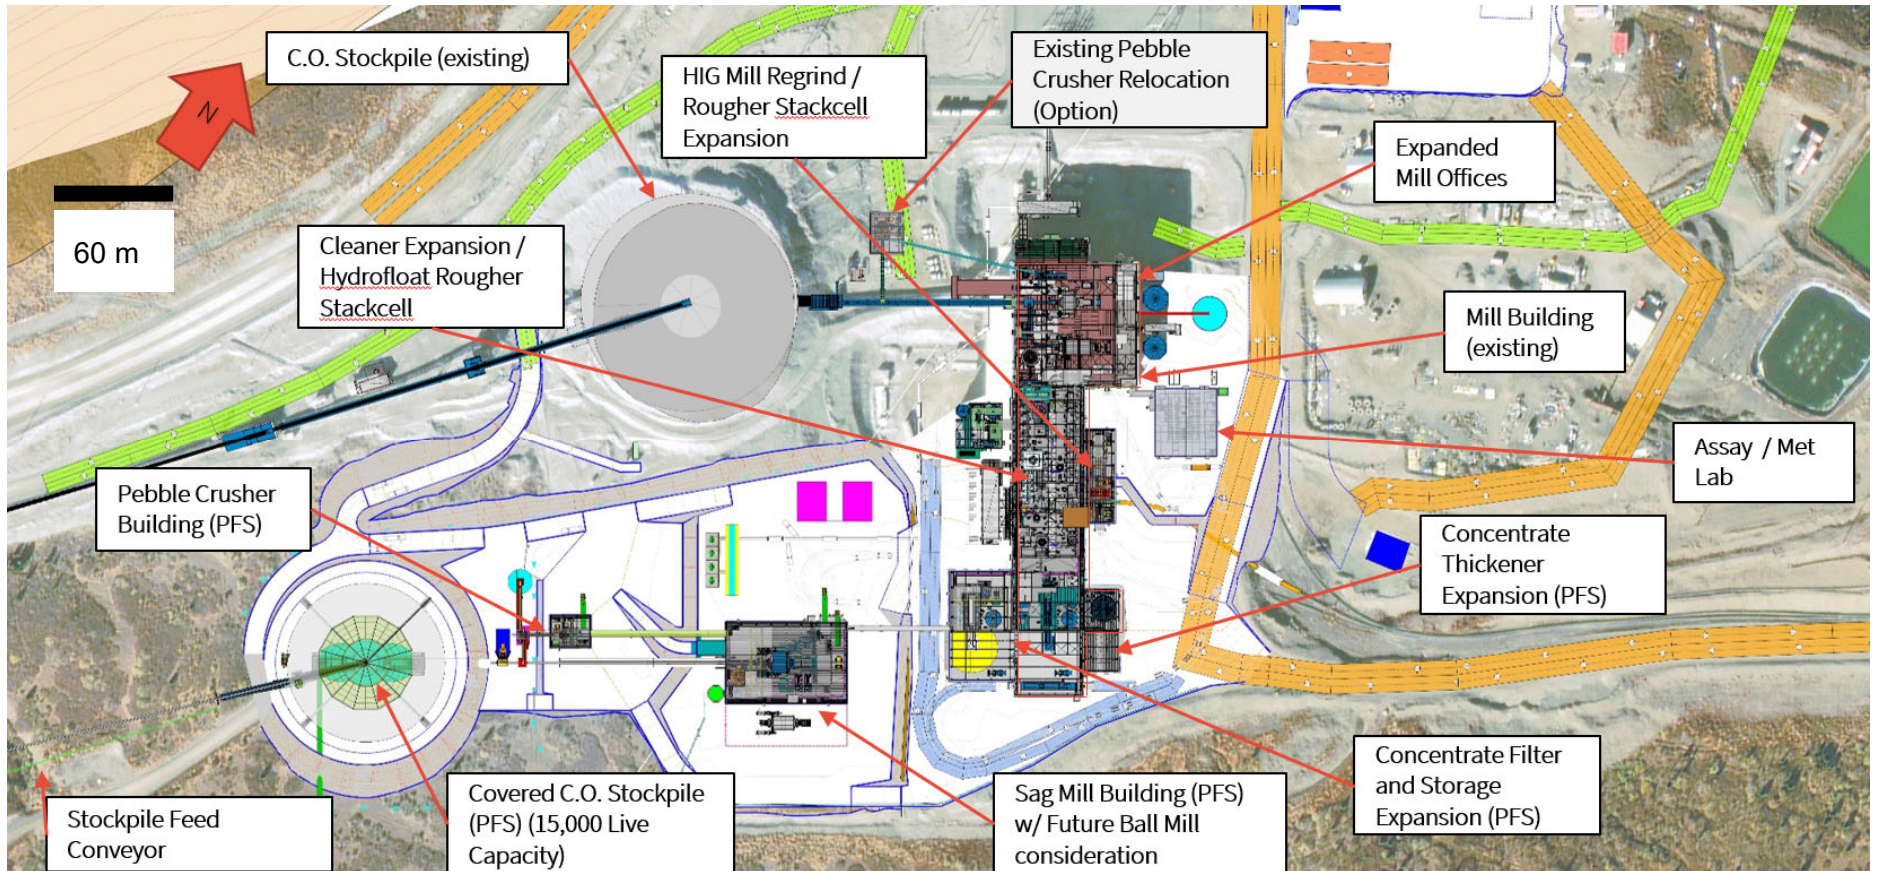 C.O. Stockpile (existing)
HIG Mill Regrind /
Rougher Stackcell
Expansion
Existing Pebble
Crusher Relocation
(Option)
Expanded
Mill Offices
N
60 m
Cleaner Expansion /
Hydrofloat Rougher
Stackcell
Mill Building
(existing)
Assay / Met
Lab
Pebble Crusher
Building (PFS)
Concentrate
Thickener
Expansion (PFS)
Concentrate Filter
and Storage
Expansion (PFS)
Stockpile Feed
Conveyor
Covered C.O. Stockpile
(PFS) (15,000 Live
Capacity)
Sag Mill Building (PFS)
w/ Future Ball Mill
consideration